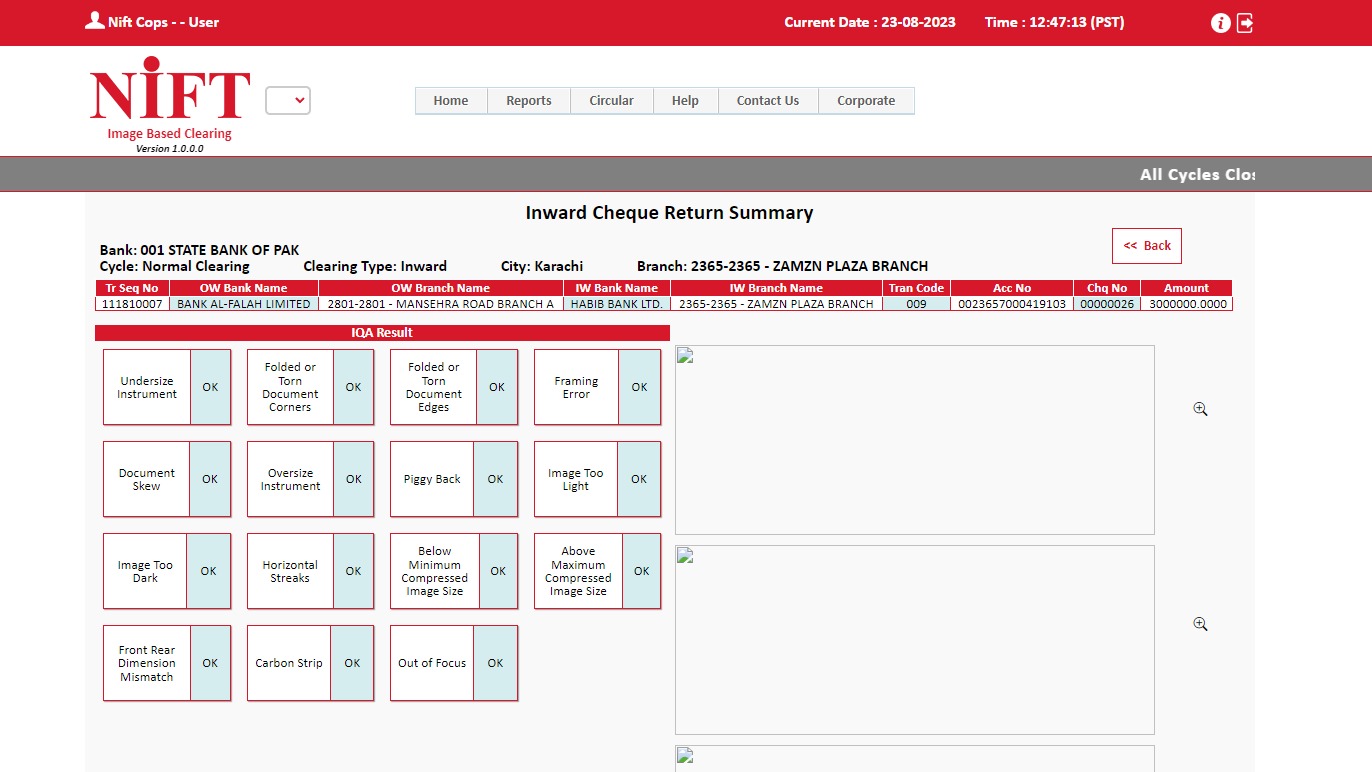 Nift Cops - - User
Current Date : 23-08-2023
Time : 12:47:13 (PST)
NIFT
Image Based Clearing
Version 1.0.0.0
Home Reports Circular Help Contact Us Corporate
All Cycles Clos
Inward Cheque Return Summary
<< Back
Bank: 001 STATE BANK OF PAK
Cycle: Normal Clearing Clearing Type: Inward City: Karachi Branch: 2365-2365 - ZAMZN PLAZA BRANCH
Tr Seq No OW Bank Name OW Branch Name IW Bank Name IW Branch Name Tran Code Acc No Chq No Amount
111810007 BANK AL-FALAH LIMITED 2801-2801 - MANSEHRA ROAD BRANCH A HABIB BANK LTD. 2365-2365 - ZAMZN PLAZA BRANCH 009 0023657000419103 00000026 3000000.0000
IQA Result
Undersize
Instrument
OK
Folded or
Torn
Document
Corners
OK
Folded or
Torn
Document
Edges
OK
Framing
Error
OK
Document
Skew
OK
Oversize
Instrument
OK
Piggy Back
OK
Image Too
Light
OK
Image Too
Dark
OK
Horizontal
Streaks
OK
Below
Minimum
Compressed
Image Size
OK
Above
Maximum
Compressed
Image Size
OK
Front Rear
Dimension
Mismatch
OK
Carbon Strip
OK
Out of Focus
OK